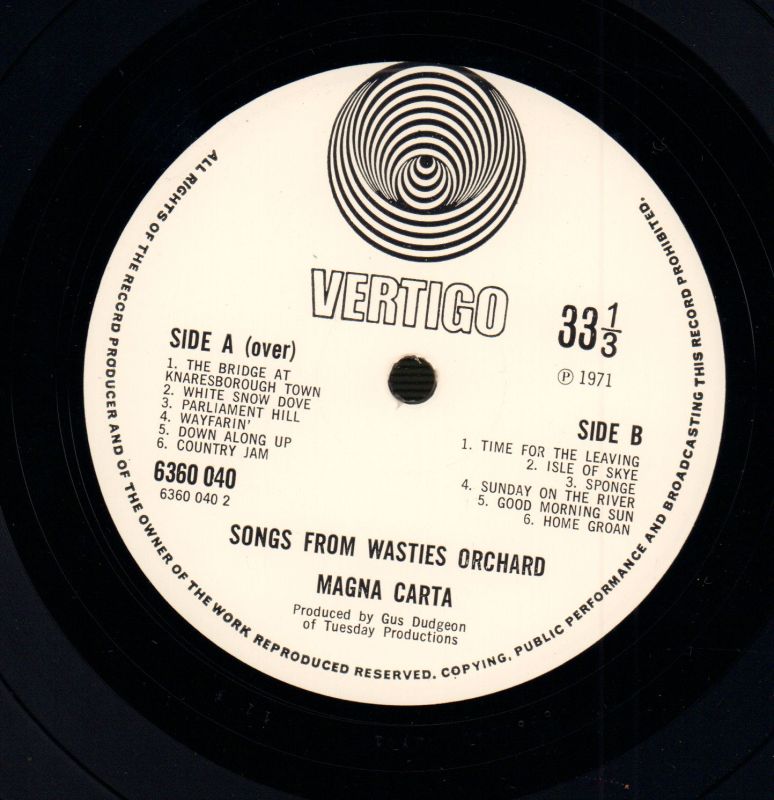 VERTIGO
33 1/3
℗ 1971
SIDE A (over)
1. THE BRIDGE AT
KNARESBOROUGH TOWN
2. WHITE SNOW DOVE
3. PARLIAMENT HILL
4. WAYFARIN'
5. DOWN ALONG UP
6. COUNTRY JAM
6360 040
6360 040 2
SIDE B
1. TIME FOR THE LEAVING
2. ISLE OF SKYE
3. SPONGE
4. SUNDAY ON THE RIVER
5. GOOD MORNING SUN
6. HOME GROAN
SONGS FROM WASTIES ORCHARD
MAGNA CARTA
Produced by Gus Dudgeon
of Tuesday Productions
ALL RIGHTS OF THE RECORD PRODUCER AND OF THE OWNER OF THE WORK REPRODUCED RESERVED. COPYING, PUBLIC PERFORMANCE AND BROADCASTING THIS RECORD PROHIBITED.